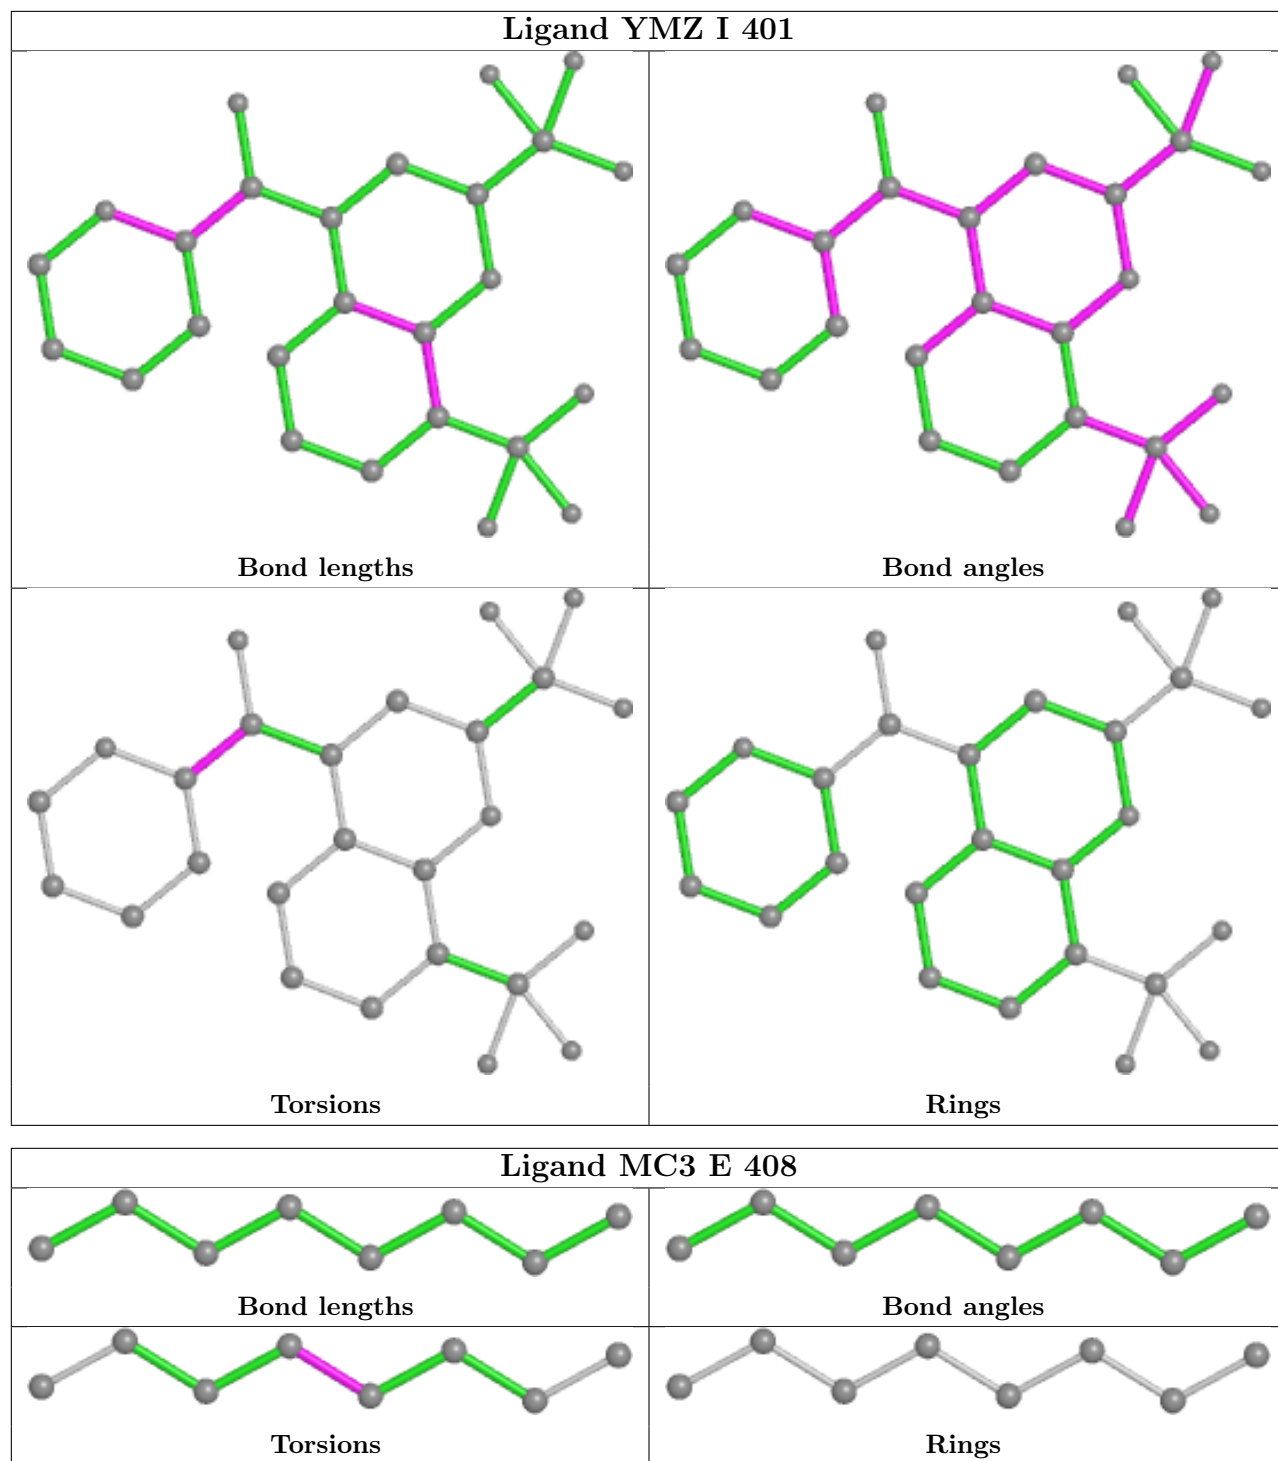 Ligand YMZ I 401
Bond lengths
Bond angles
Torsions
Rings
Ligand MC3 E 408
Bond lengths
Bond angles
Torsions
Rings